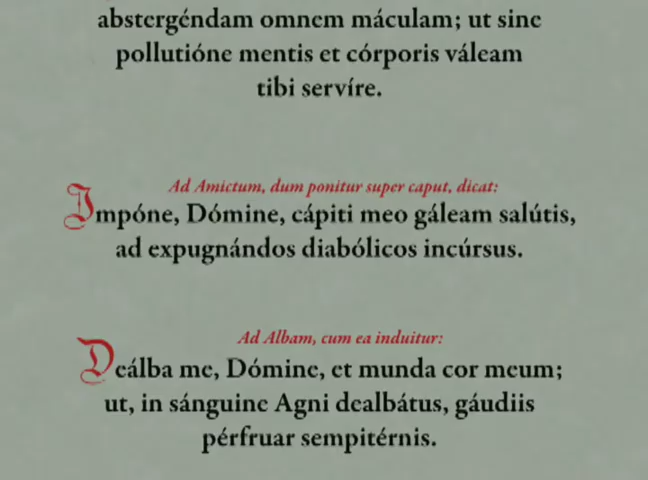 abstergéndam omnem máculam; ut sine
pollutióne mentis et córporis váleam
tibi servíre.
Ad Amictum, dum ponitur super caput, dicat:
Impóne, Dómine, cápiti meo gáleam salútis,
ad expugnándos diabólicos incúrsus.
Ad Albam, cum ea induitur:
Deálba me, Dómine, et munda cor meum;
ut, in sánguine Agni dealbátus, gáudiis
pérfruar sempitérnis.